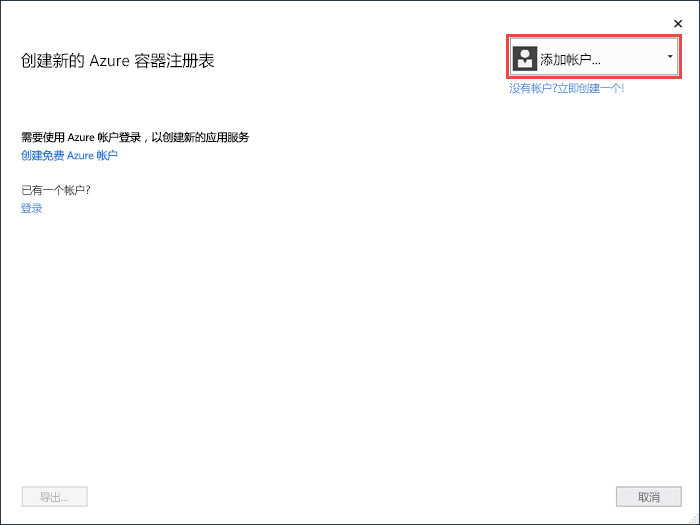 创建新的 Azure 容器注册表
添加帐户...
没有帐户?立即创建一个!
需要使用 Azure 帐户登录，以创建新的应用服务
创建免费 Azure 帐户
已有一个帐户?
登录
导出...
取消